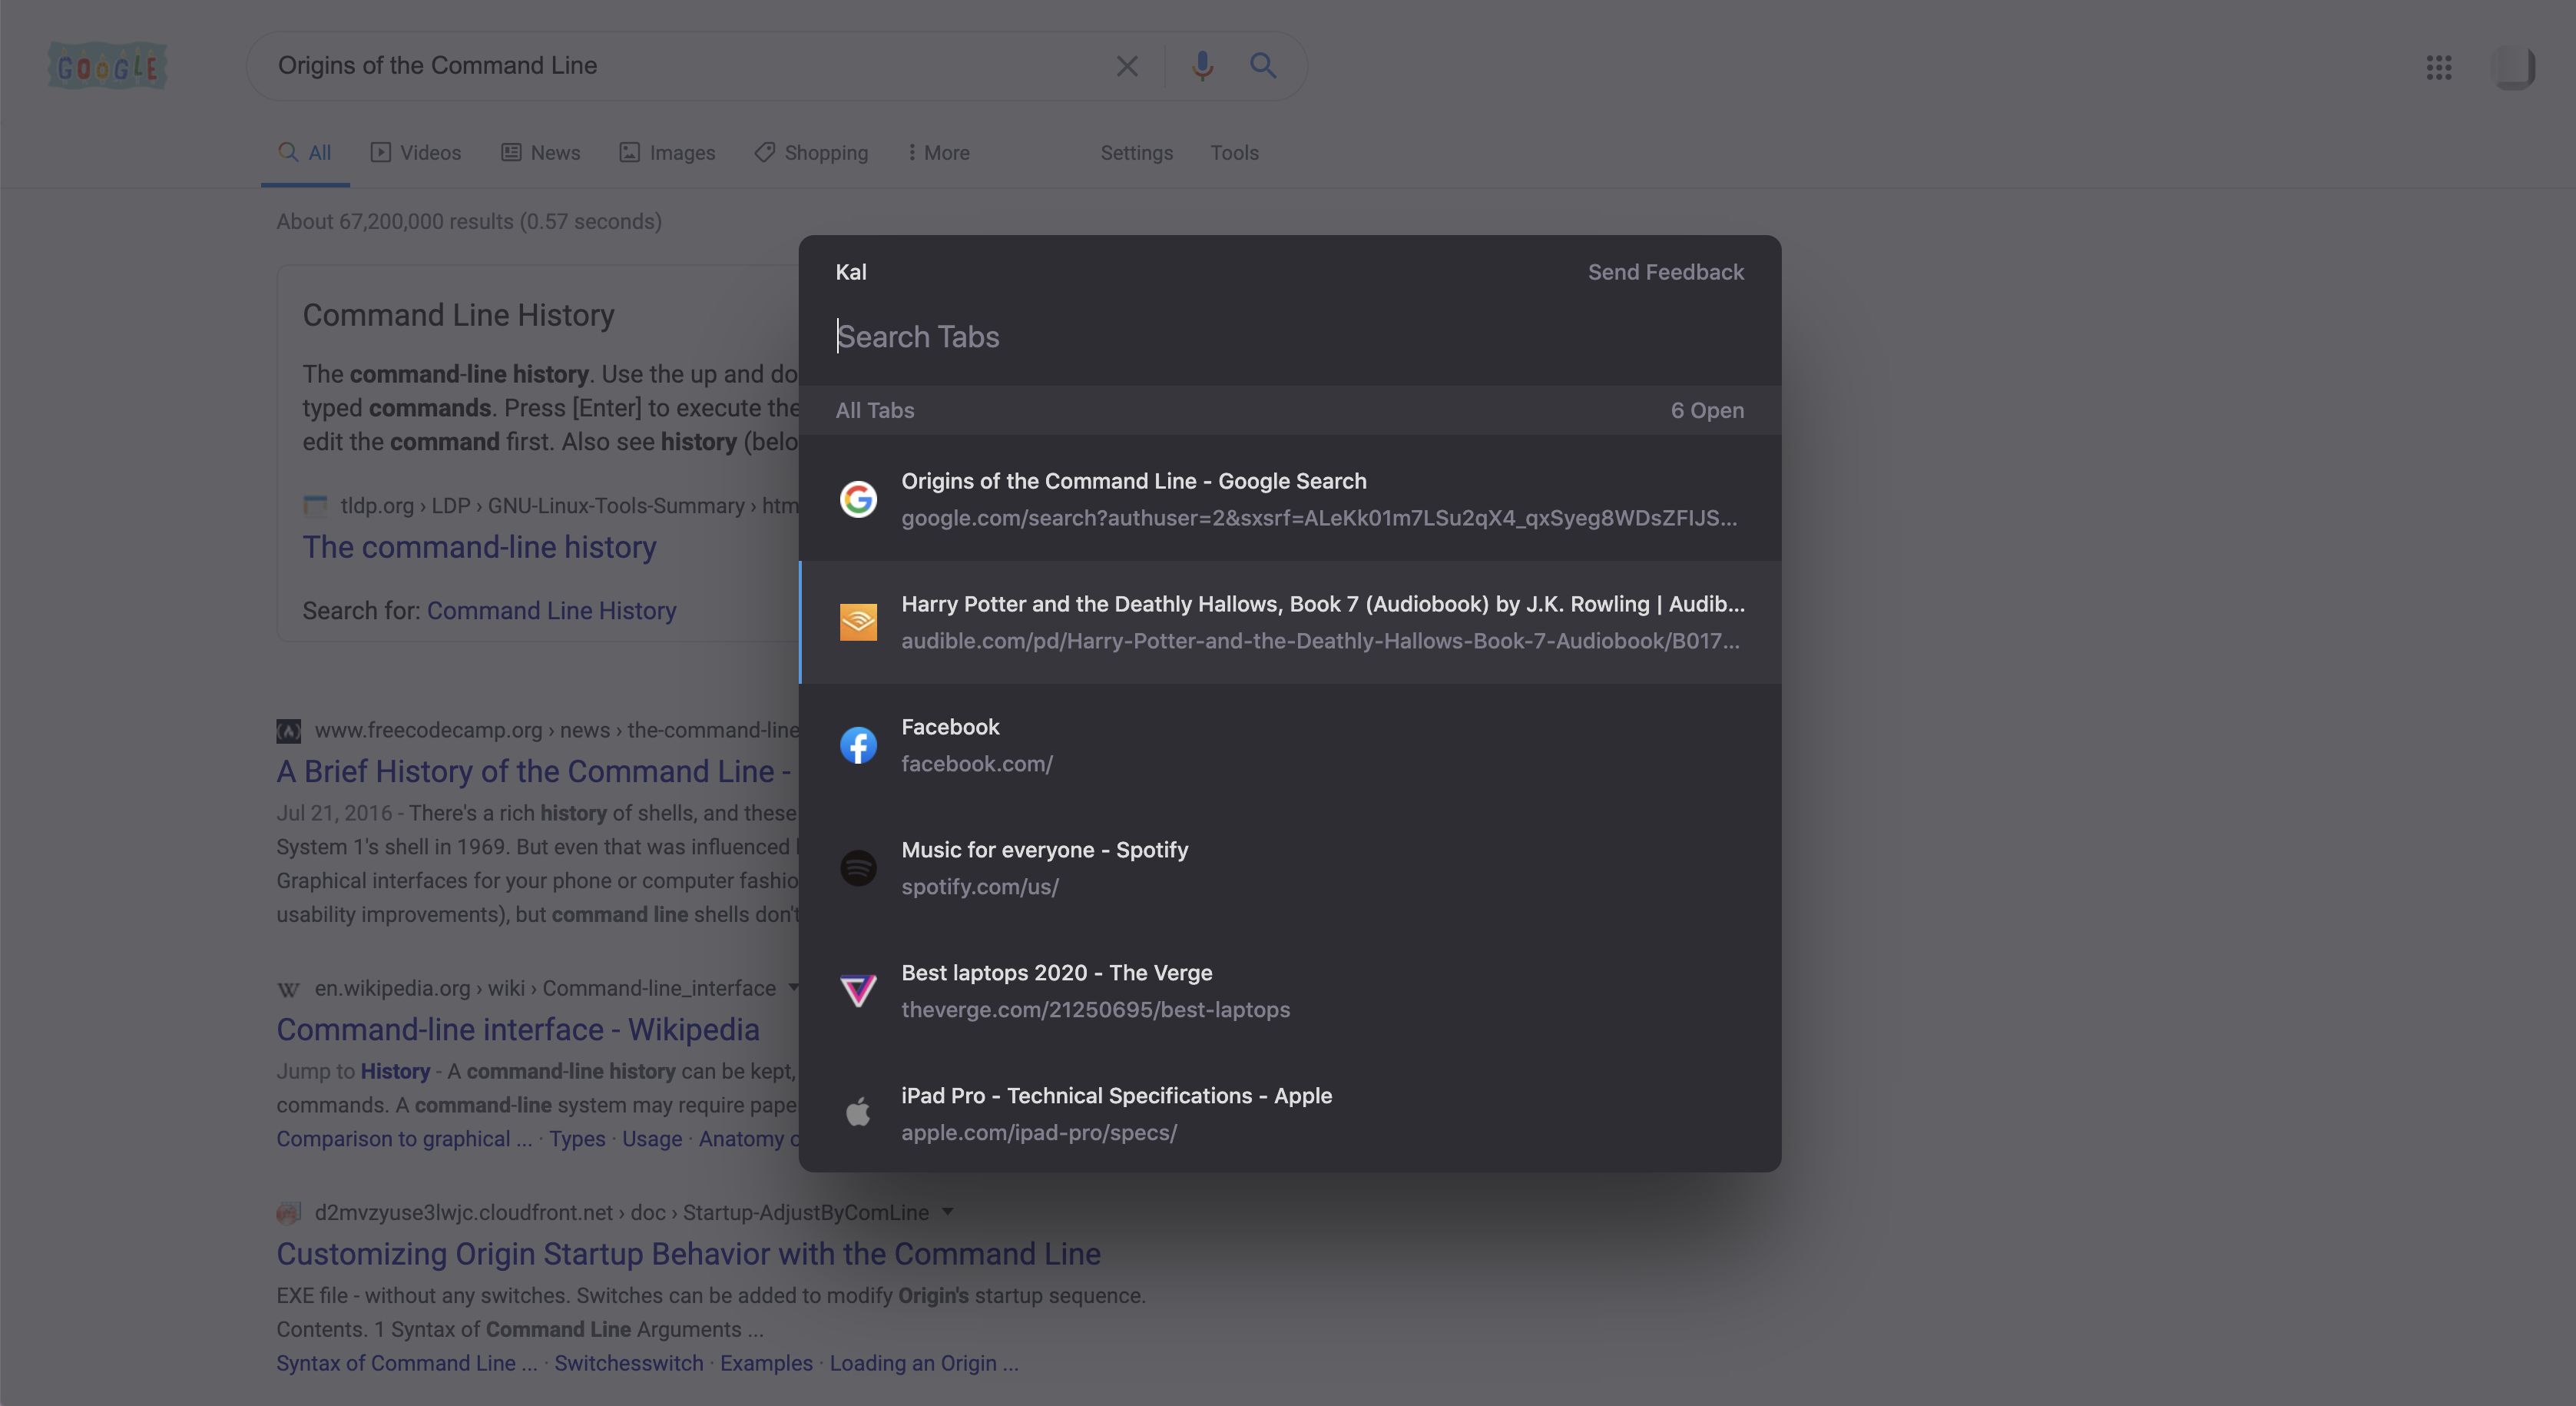 GOOGLE
Origins of the Command Line
All
Videos
News
Images
Shopping
More
Settings
Tools
About 67,200,000 results (0.57 seconds)
Command Line History
The command-line history. Use the up and do
typed commands. Press [Enter] to execute the
edit the command first. Also see history (belo
tldp.org › LDP › GNU-Linux-Tools-Summary › htm
The command-line history
Search for: Command Line History
www.freecodecamp.org › news › the-command-line
A Brief History of the Command Line -
Jul 21, 2016 - There's a rich history of shells, and these
System 1's shell in 1969. But even that was influenced
Graphical interfaces for your phone or computer fashio
usability improvements), but command line shells don't
en.wikipedia.org › wiki › Command-line_interface
Command-line interface - Wikipedia
Jump to History - A command-line history can be kept,
commands. A command-line system may require pape
Comparison to graphical ... · Types · Usage · Anatomy
d2mvzyuse3lwjc.cloudfront.net › doc › Startup-AdjustByComLine
Customizing Origin Startup Behavior with the Command Line
EXE file - without any switches. Switches can be added to modify Origin's startup sequence.
Contents. 1 Syntax of Command Line Arguments ...
Syntax of Command Line ... · Switchesswitch · Examples · Loading an Origin ...
Kal
Send Feedback
Search Tabs
All Tabs
6 Open
Origins of the Command Line - Google Search
google.com/search?authuser=2&sxsrf=ALeKk01m7LSu2qX4_qxSyeg8WDsZFIJS...
Harry Potter and the Deathly Hallows, Book 7 (Audiobook) by J.K. Rowling | Audib...
audible.com/pd/Harry-Potter-and-the-Deathly-Hallows-Book-7-Audiobook/B017...
Facebook
facebook.com/
Music for everyone - Spotify
spotify.com/us/
Best laptops 2020 - The Verge
theverge.com/21250695/best-laptops
iPad Pro - Technical Specifications - Apple
apple.com/ipad-pro/specs/